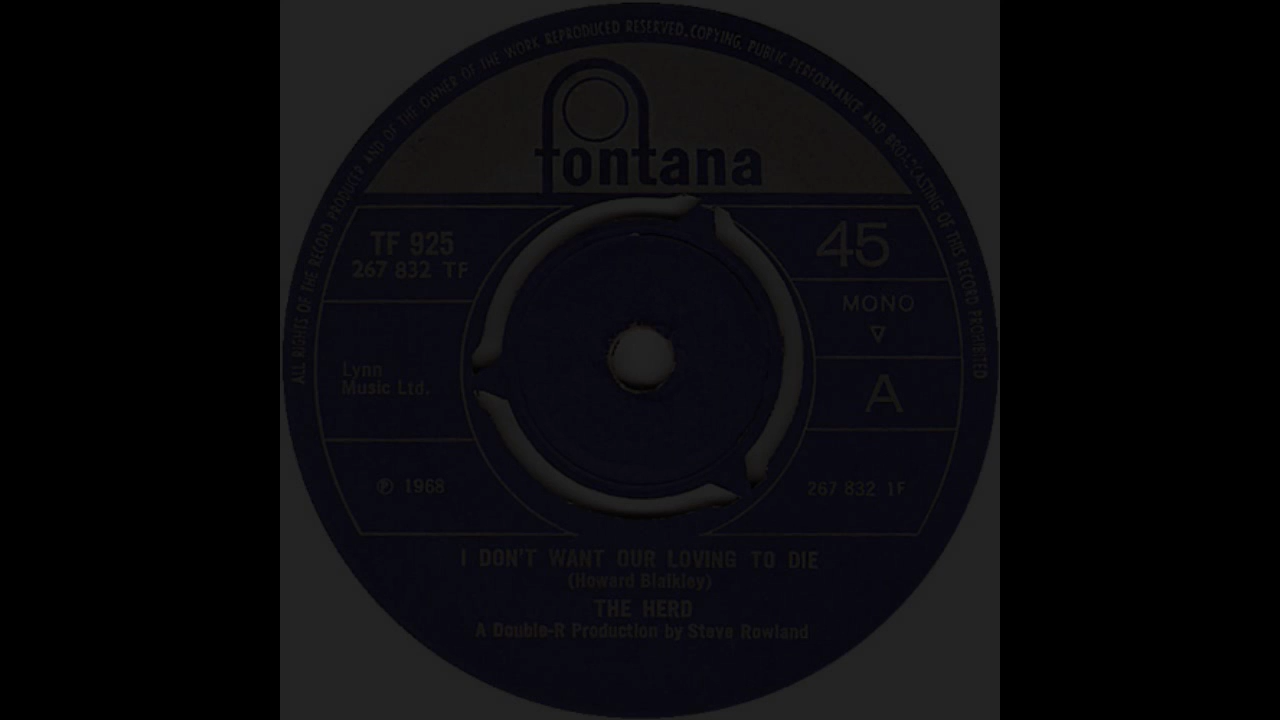 ALL RIGHTS OF THE RECORD PRODUCER AND OF THE OWNER OF THE WORK REPRODUCED RESERVED. COPYING, PUBLIC PERFORMANCE AND BROADCASTING OF THIS RECORD PROHIBITED
fontana
TF 925
267 832 TF
45
MONO
A
Lynn
Music Ltd.
℗ 1968
267 832 1F
I DON'T WANT OUR LOVING TO DIE
(Howard Blaikley)
THE HERD
A Double-R Production by Steve Rowland